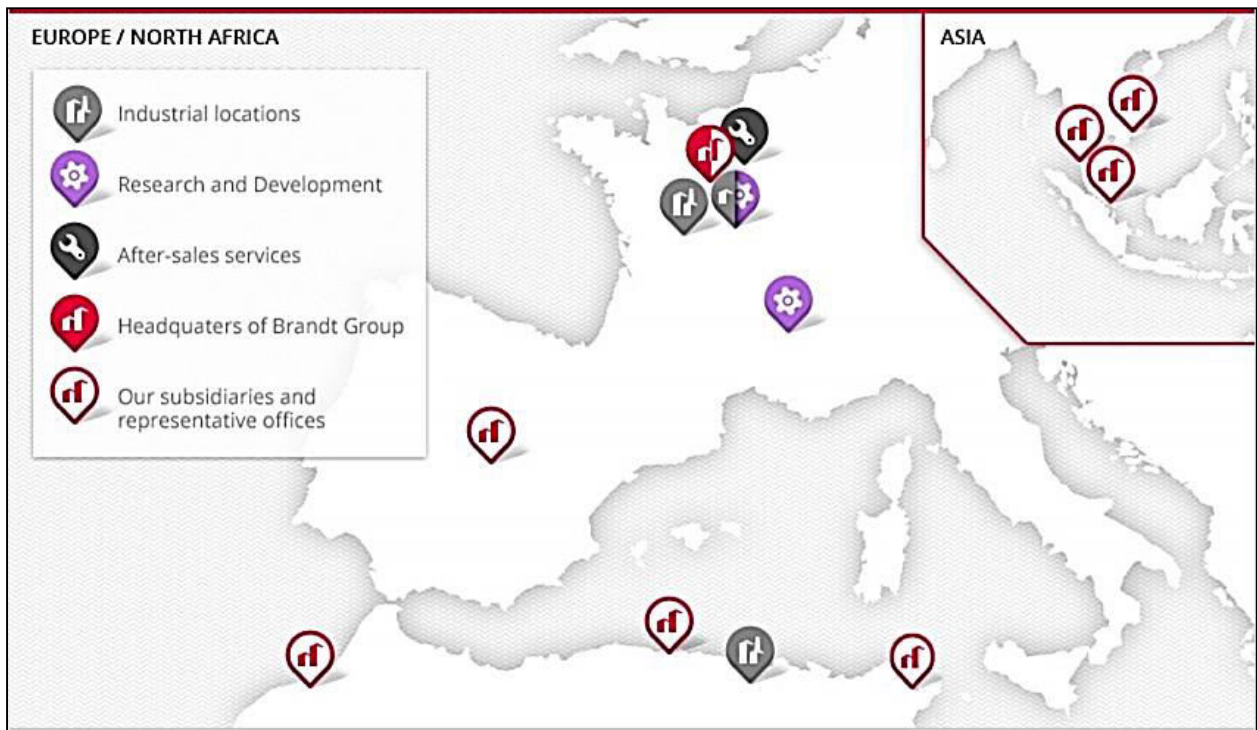 EUROPE / NORTH AFRICA
ASIA
Industrial locations
Research and Development
After-sales services
Headquaters of Brandt Group
Our subsidiaries and
representative offices